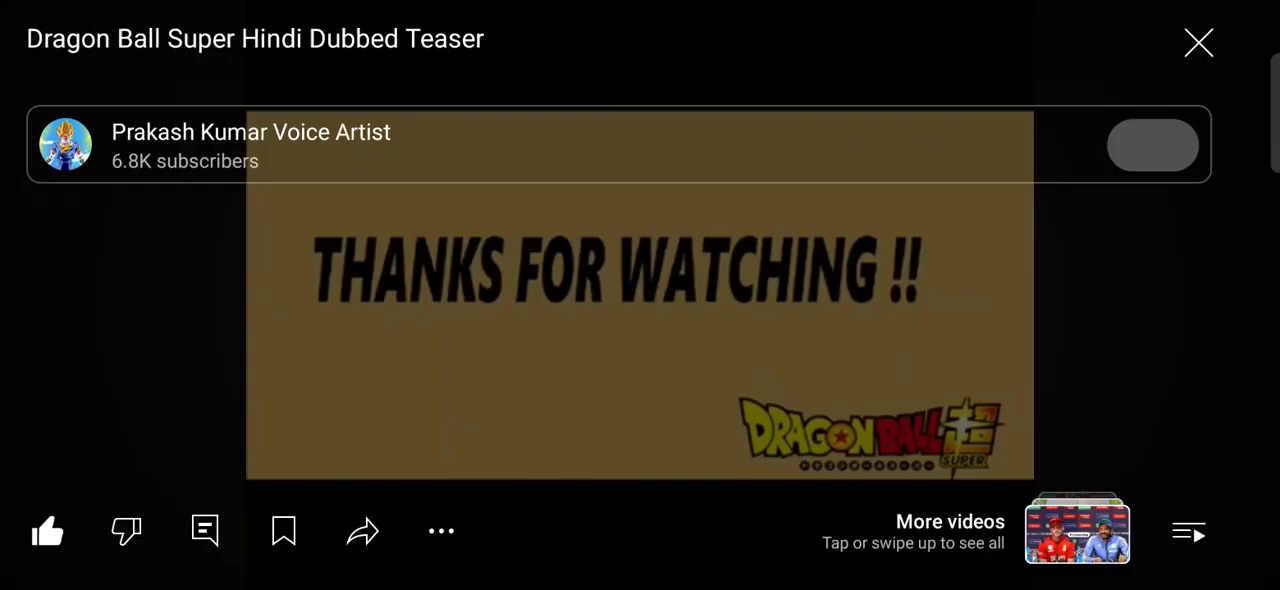 Dragon Ball Super Hindi Dubbed Teaser
Prakash Kumar Voice Artist
6.8K subscribers
THANKS FOR WATCHING !!
DRAGON BALL 超
SUPER
More videos
Tap or swipe up to see all